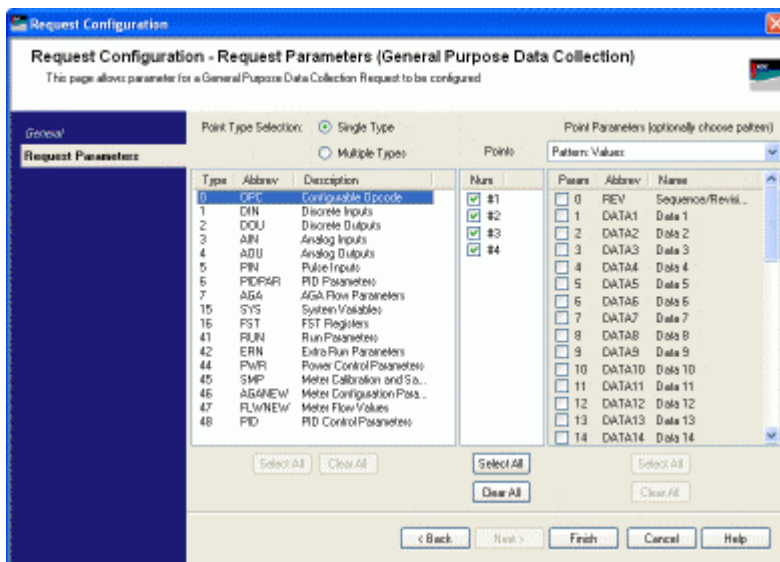 Request Configuration
Request Configuration - Request Parameters (General Purpose Data Collection)
This page allows parameter for a General Purpose Data Collection Request to be configured
General
Request Parameters
Point Type Selection: Single Type
Multiple Types
Points
Point Parameters (optionally choose pattern)
Pattern: Values
Type Abbrev Description
0 OPC Configurable Opcode
1 DIN Discrete Inputs
2 DOU Discrete Outputs
3 AIN Analog Inputs
4 AOU Analog Outputs
5 PIN Pulse Inputs
6 PIDPAR PID Parameters
7 AGA AGA Flow Parameters
15 SYS System Variables
16 FST FST Registers
41 RUN Run Parameters
42 ERN Extra Run Parameters
44 PWR Power Control Parameters
45 SMP Meter Calibration and Sa...
46 AGANEW Meter Configuration Para...
47 FLWNEW Meter Flow Values
48 PID PID Control Parameters
Num
#1
#2
#3
#4
Param Abbrev Name
0 REV Sequence/Revisi...
1 DATA1 Data 1
2 DATA2 Data 2
3 DATA3 Data 3
4 DATA4 Data 4
5 DATA5 Data 5
6 DATA6 Data 6
7 DATA7 Data 7
8 DATA8 Data 8
9 DATA9 Data 9
10 DATA10 Data 10
11 DATA11 Data 11
12 DATA12 Data 12
13 DATA13 Data 13
14 DATA14 Data 14
Select All Clear All
Select All
Clear All
Select All
Clear All
< Back Next > Finish Cancel Help